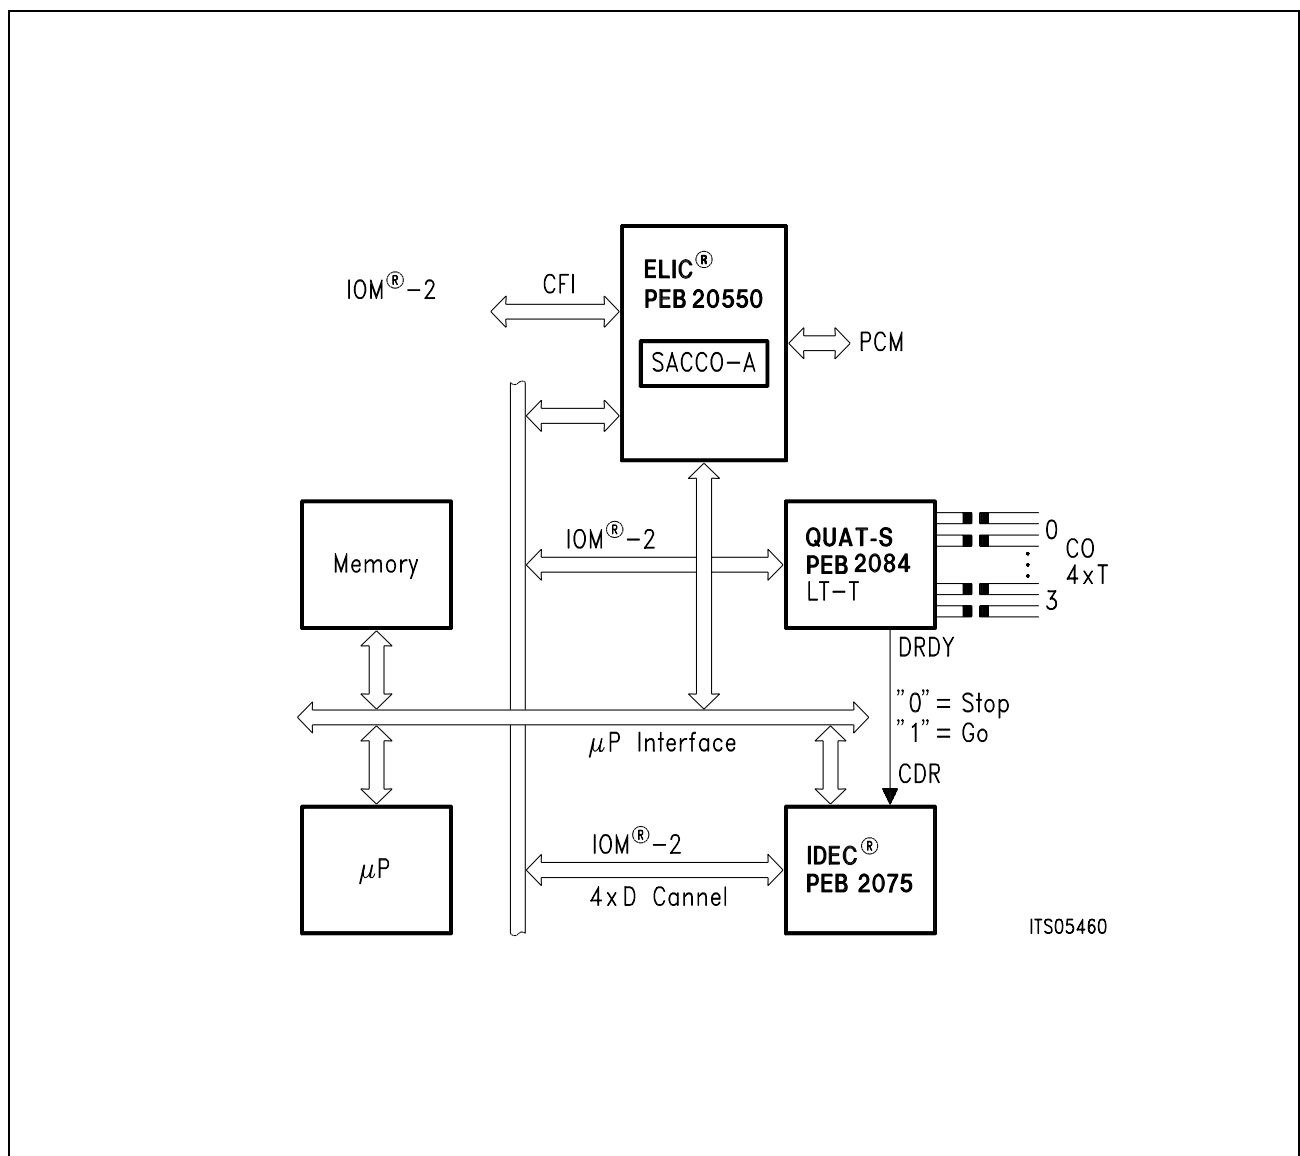 ELIC®
PEB 20550
IOM®-2
CFI
SACCO-A
PCM
Memory
IOM®-2
QUAT-S
PEB 2084
LT-T
0
CO
4xT
3
DRDY
"0" = Stop
"1" = Go
μP Interface
CDR
μP
IOM®-2
4xD Cannel
IDEC®
PEB 2075
ITS05460